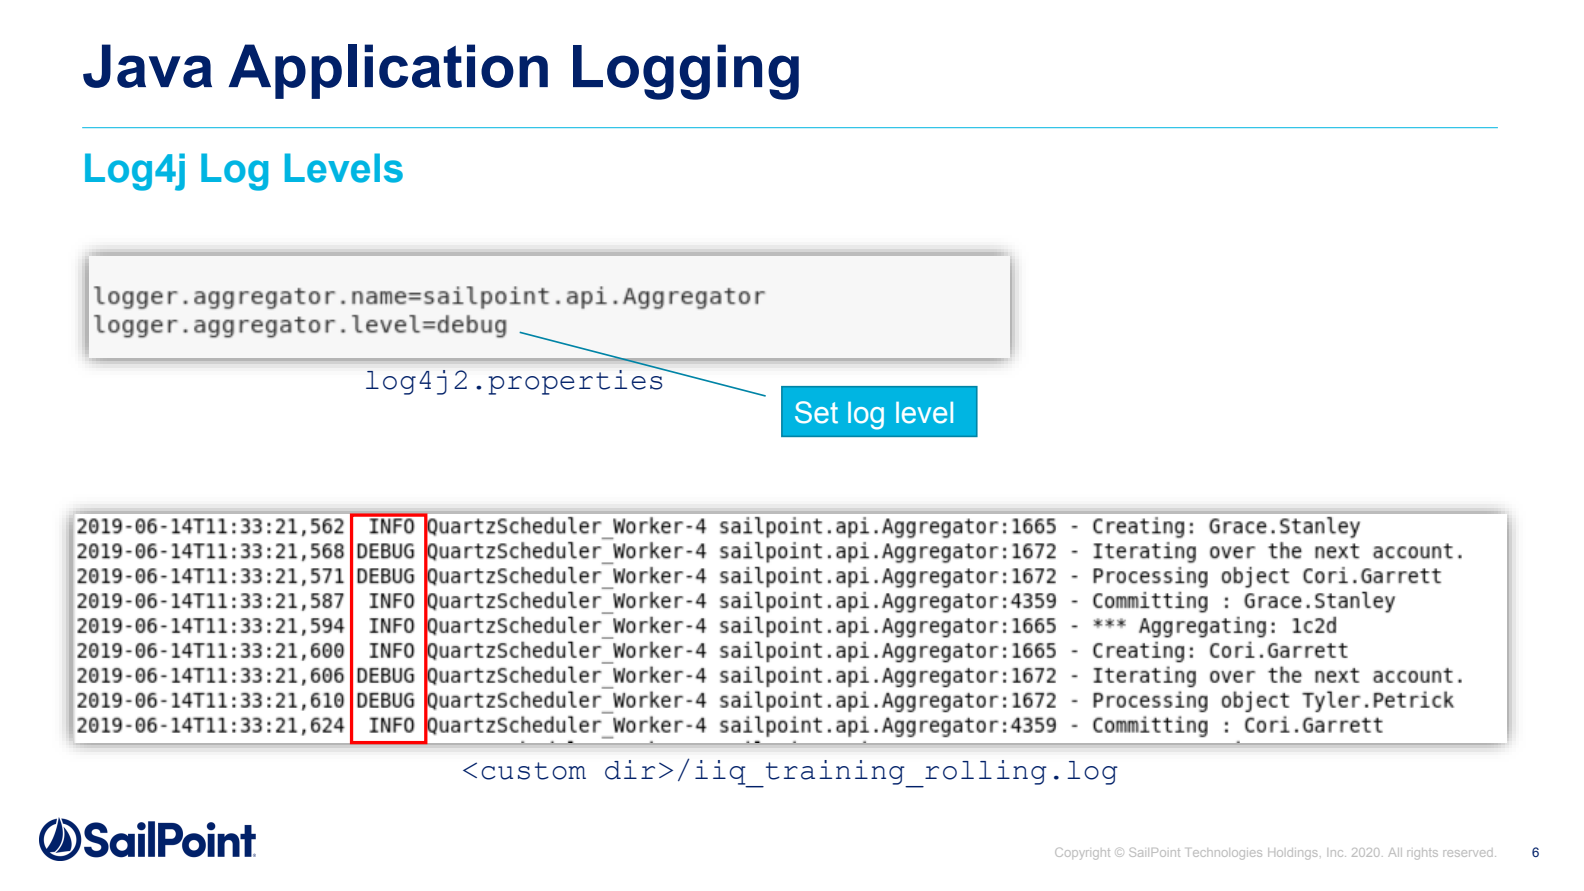 Java Application Logging
Log4j Log Levels
logger.aggregator.name=sailpoint.api.Aggregator
logger.aggregator.level=debug
log4j2.properties
Set log level
2019-06-14T11:33:21,562  INFO QuartzScheduler_Worker-4 sailpoint.api.Aggregator:1665 - Creating: Grace.Stanley
2019-06-14T11:33:21,568 DEBUG QuartzScheduler_Worker-4 sailpoint.api.Aggregator:1672 - Iterating over the next account.
2019-06-14T11:33:21,571 DEBUG QuartzScheduler_Worker-4 sailpoint.api.Aggregator:1672 - Processing object Cori.Garrett
2019-06-14T11:33:21,587  INFO QuartzScheduler_Worker-4 sailpoint.api.Aggregator:4359 - Committing : Grace.Stanley
2019-06-14T11:33:21,594  INFO QuartzScheduler_Worker-4 sailpoint.api.Aggregator:1665 - *** Aggregating: 1c2d
2019-06-14T11:33:21,600  INFO QuartzScheduler_Worker-4 sailpoint.api.Aggregator:1665 - Creating: Cori.Garrett
2019-06-14T11:33:21,606 DEBUG QuartzScheduler_Worker-4 sailpoint.api.Aggregator:1672 - Iterating over the next account.
2019-06-14T11:33:21,610 DEBUG QuartzScheduler_Worker-4 sailpoint.api.Aggregator:1672 - Processing object Tyler.Petrick
2019-06-14T11:33:21,624  INFO QuartzScheduler_Worker-4 sailpoint.api.Aggregator:4359 - Committing : Cori.Garrett
<custom dir>/iiq_training_rolling.log
SailPoint
Copyright © SailPoint Technologies Holdings, Inc. 2020. All rights reserved.
6